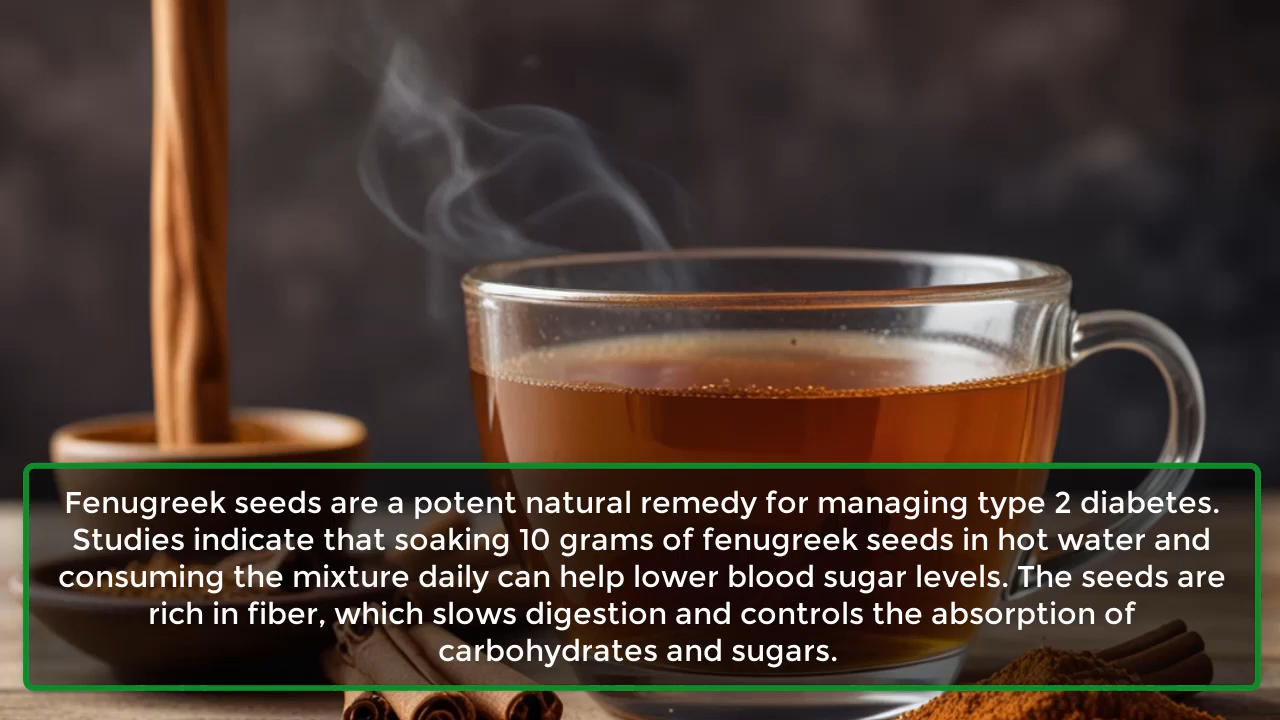 Fenugreek seeds are a potent natural remedy for managing type 2 diabetes.
Studies indicate that soaking 10 grams of fenugreek seeds in hot water and
consuming the mixture daily can help lower blood sugar levels. The seeds are
rich in fiber, which slows digestion and controls the absorption of
carbohydrates and sugars.